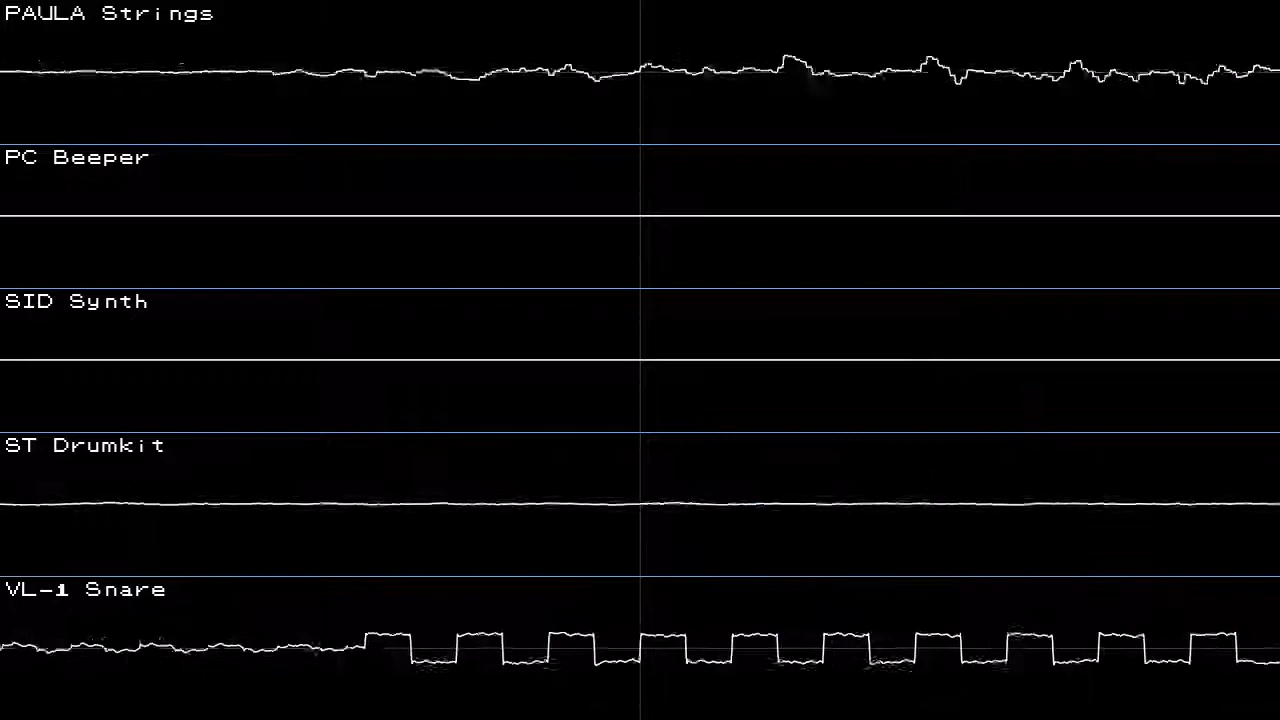 PAULA Strings
PC Beeper
SID Synth
ST Drumkit
VL-1 Snare